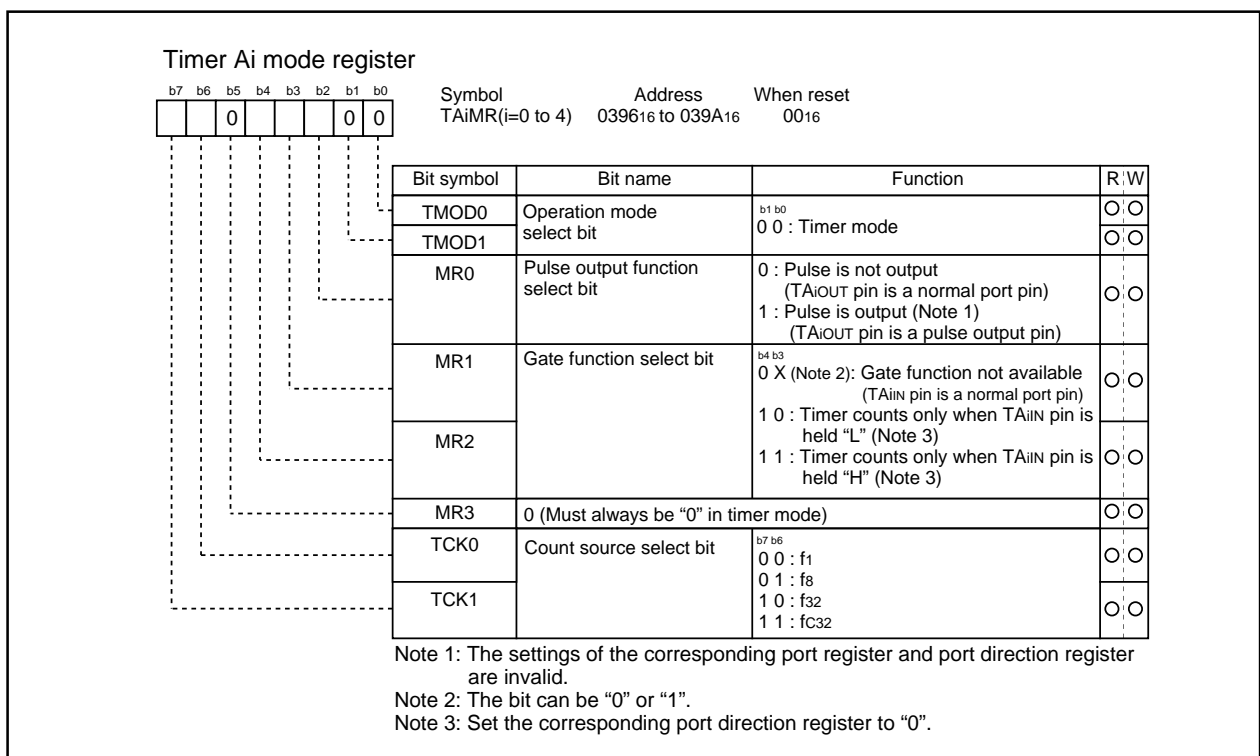 Timer Ai mode register
b7 b6 b5 b4 b3 b2 b1 b0
0 0 0
Symbol Address When reset
TAiMR(i=0 to 4) 039616 to 039A16 0016
Bit symbol Bit name Function R W
TMOD0 Operation mode select bit b1 b0
TMOD1 0 0 : Timer mode
MR0 Pulse output function select bit 0 : Pulse is not output
(TAiOUT pin is a normal port pin)
1 : Pulse is output (Note 1)
(TAiOUT pin is a pulse output pin)
MR1 Gate function select bit b4 b3
0 X (Note 2): Gate function not available
(TAiIN pin is a normal port pin)
1 0 : Timer counts only when TAiIN pin is
held “L” (Note 3)
MR2 1 1 : Timer counts only when TAiIN pin is
held “H” (Note 3)
MR3 0 (Must always be “0” in timer mode)
TCK0 Count source select bit b7 b6
0 0 : f1
0 1 : f8
TCK1 1 0 : f32
1 1 : fC32
Note 1: The settings of the corresponding port register and port direction register
are invalid.
Note 2: The bit can be “0” or “1”.
Note 3: Set the corresponding port direction register to “0”.